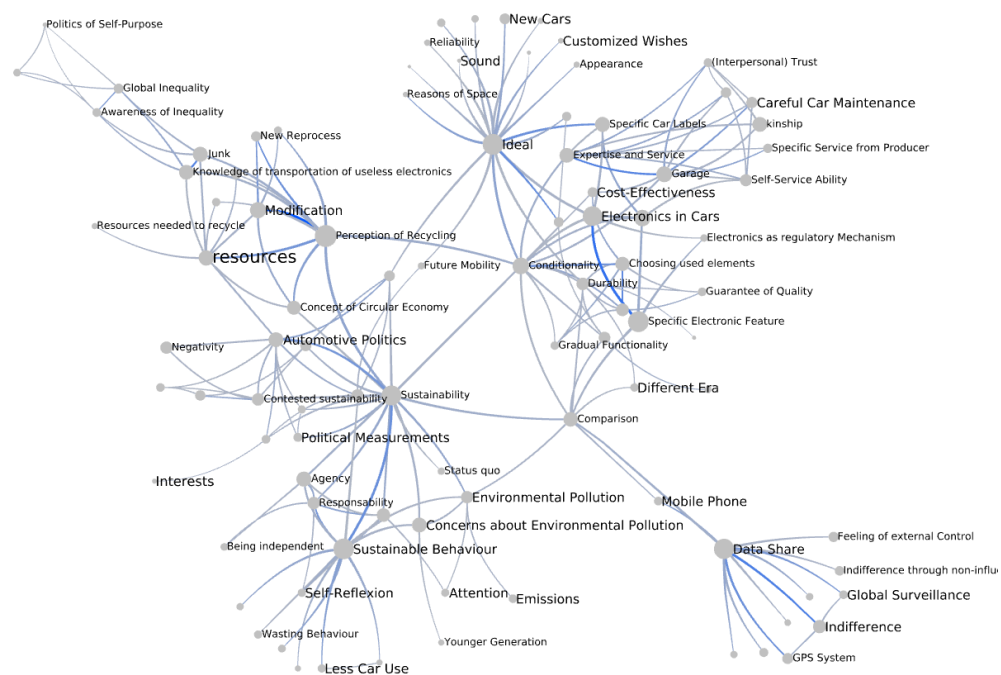 New Cars
Politics of Self-Purpose
Reliability
Customized Wishes
Sound
Appearance
(Interpersonal) Trust
Global Inequality
Reasons of Space
Careful Car Maintenance
Awareness of Inequality
Specific Car Labels
kinship
New Reprocess
Ideal
Specific Service from Producer
Junk
Expertise and Service
Knowledge of transportation of useless electronics
Garage
Self-Service Ability
Cost-Effectiveness
Modification
Electronics in Cars
Resources needed to recycle
Perception of Recycling
Electronics as regulatory Mechanism
resources
Future Mobility
Conditionality
Choosing used elements
Durability
Guarantee of Quality
Concept of Circular Economy
Specific Electronic Feature
Automotive Politics
Negativity
Gradual Functionality
Different Era
Contested sustainability
Sustainability
Comparison
Political Measurements
Status quo
Interests
Agency
Environmental Pollution
Mobile Phone
Responsability
Concerns about Environmental Pollution
Feeling of external Control
Being independent
Sustainable Behaviour
Data Share
Indifference through non-influe
Self-Reflexion
Attention
Emissions
Global Surveillance
Indifference
Wasting Behaviour
Younger Generation
GPS System
Less Car Use